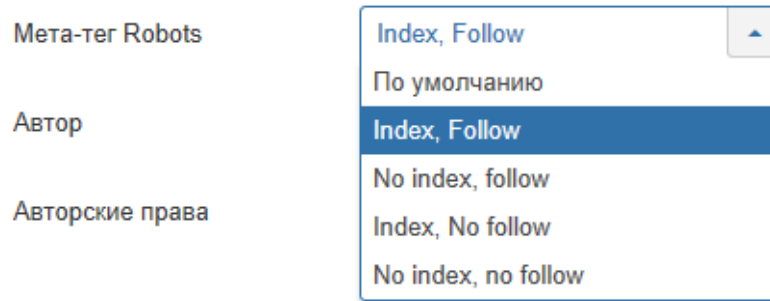 Мета-тег Robots
Index, Follow
По умолчанию
Автор
Index, Follow
No index, follow
Авторские права
Index, No follow
No index, no follow